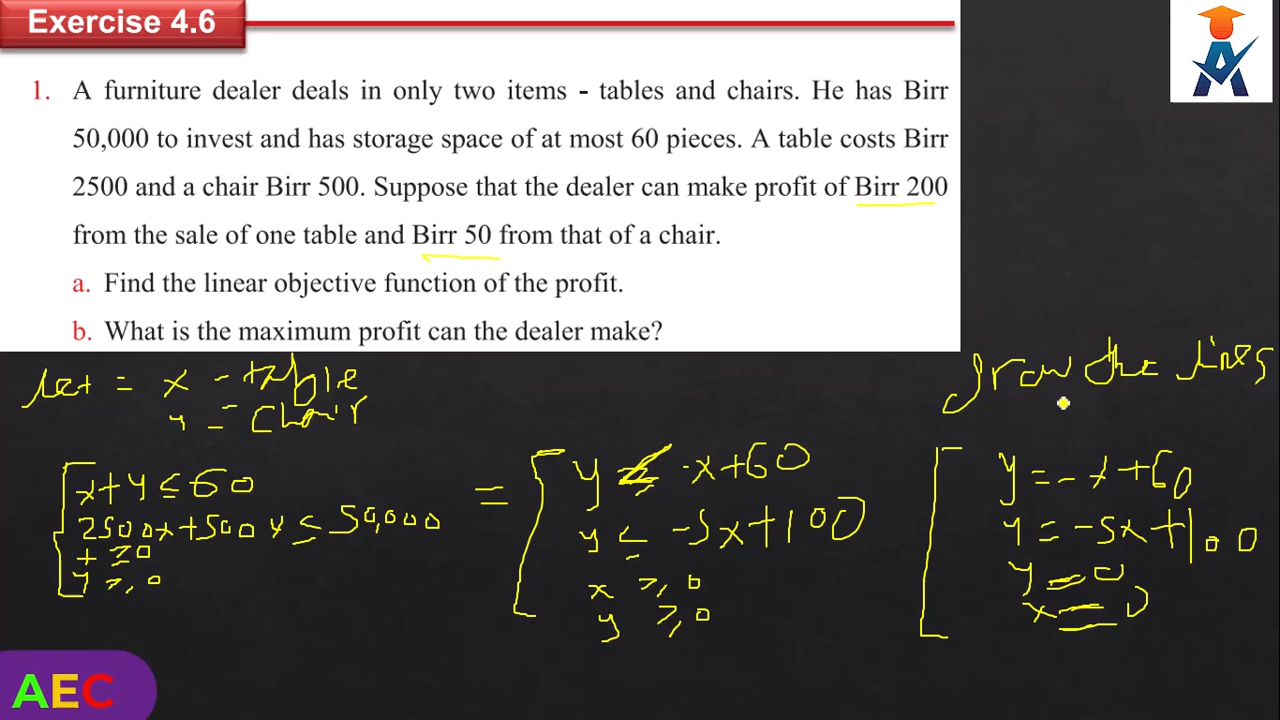 Exercise 4.6
1. A furniture dealer deals in only two items - tables and chairs. He has Birr
50,000 to invest and has storage space of at most 60 pieces. A table costs Birr
2500 and a chair Birr 500. Suppose that the dealer can make profit of Birr 200
from the sale of one table and Birr 50 from that of a chair.
a. Find the linear objective function of the profit.
b. What is the maximum profit can the dealer make?
let = x - table
y = Chair
x+y ≤ 60
2500x+500y ≤ 50,000
x ≥ 0
y ≥ 0
= y ≤ -x+60
y ≤ -5x+100
x ≥ 0
y ≥ 0
draw the lines
y = -x+60
y = -5x+100
y = 0
x = 0
AEC